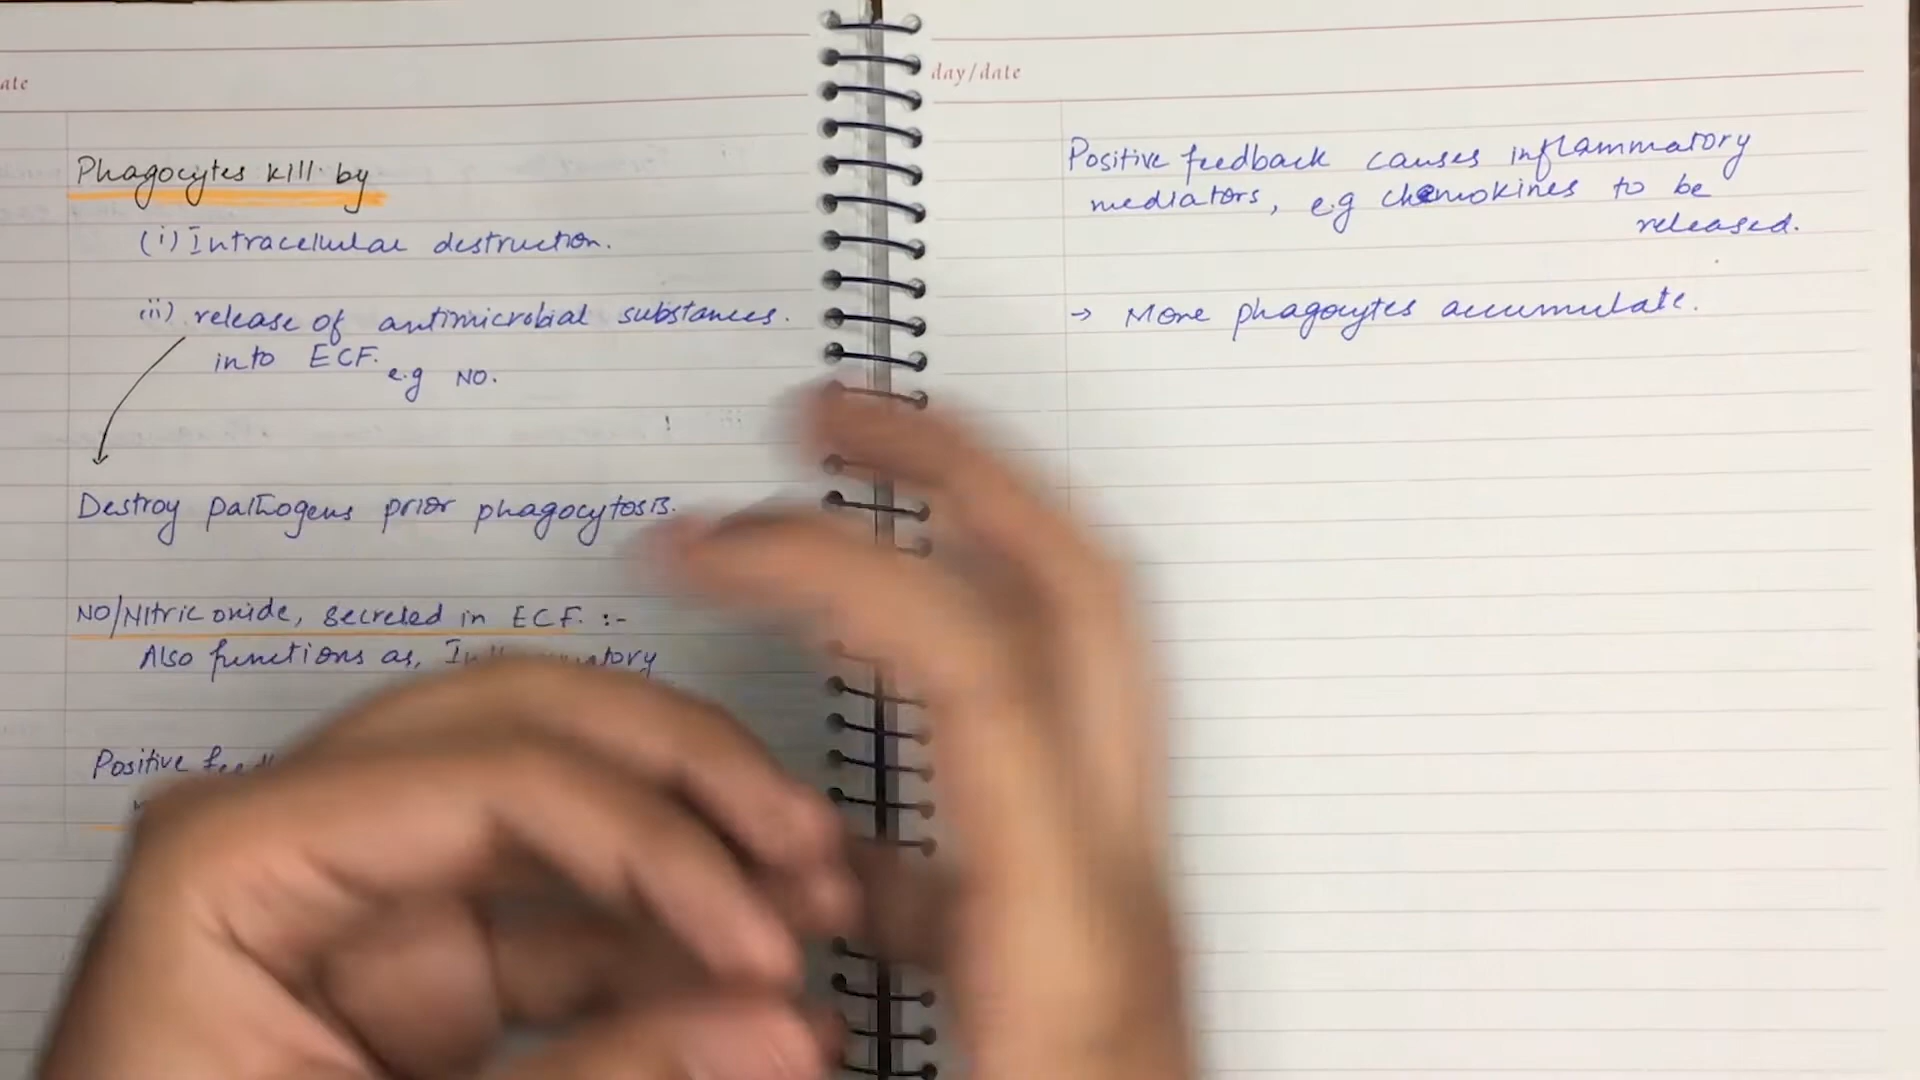 ate
Phagocytes kill by
(i) Intracellular destruction.
(ii) release of antimicrobial substances.
into ECF.
e.g NO.
Destroy pathogens prior phagocytosis.
NO/Nitric oxide, secreted in ECF. :-
Also functions as,
Positive
day/date
Positive feedback causes inflammatory
mediators, e.g chemokines to be
released.
→ More phagocytes accumulate.